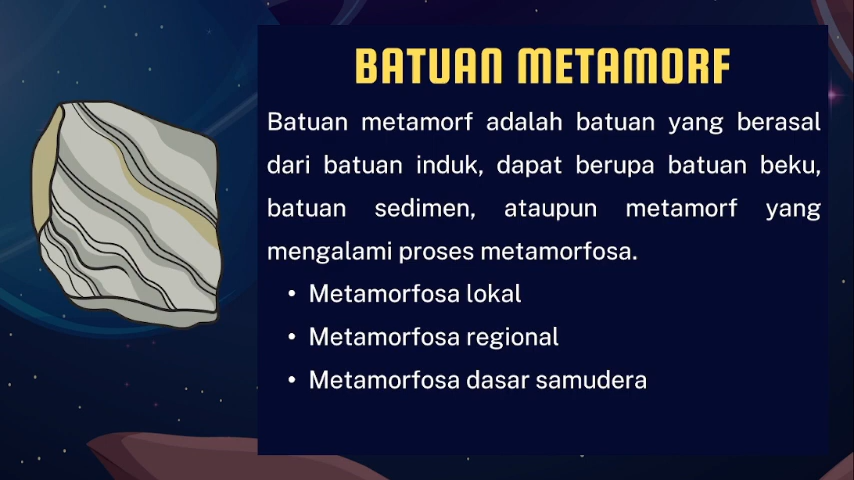 BATUAN METAMORF
Batuan metamorf adalah batuan yang berasal
dari batuan induk, dapat berupa batuan beku,
batuan sedimen, ataupun metamorf yang
mengalami proses metamorfosa.
• Metamorfosa lokal
• Metamorfosa regional
• Metamorfosa dasar samudera